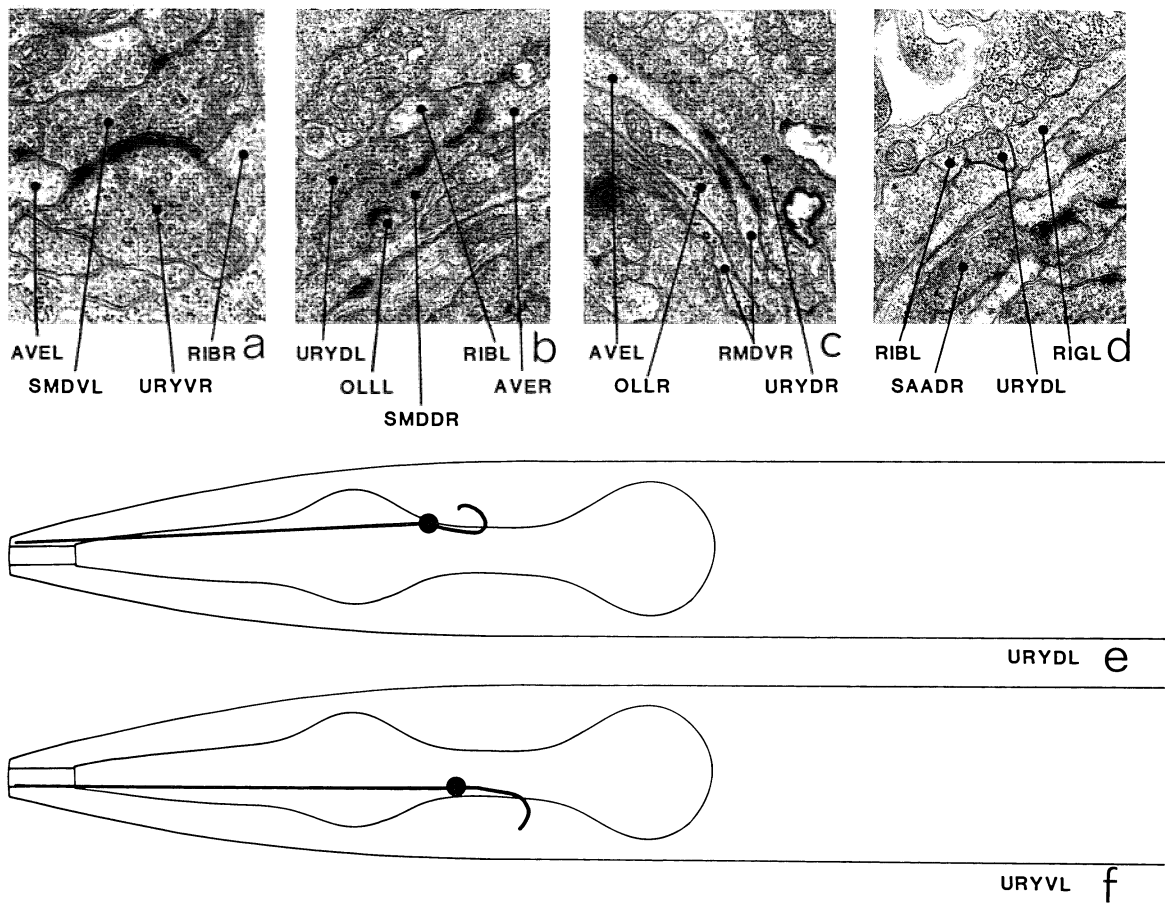 AVEL RIBR a
SMDVL URYVR
URYDL RIBL b
OLLL AVER
SMDDR
AVEL RMDVR c
OLLR URYDR
RIBL RIGL d
SAADR URYDL
URYDL e
URYVL f